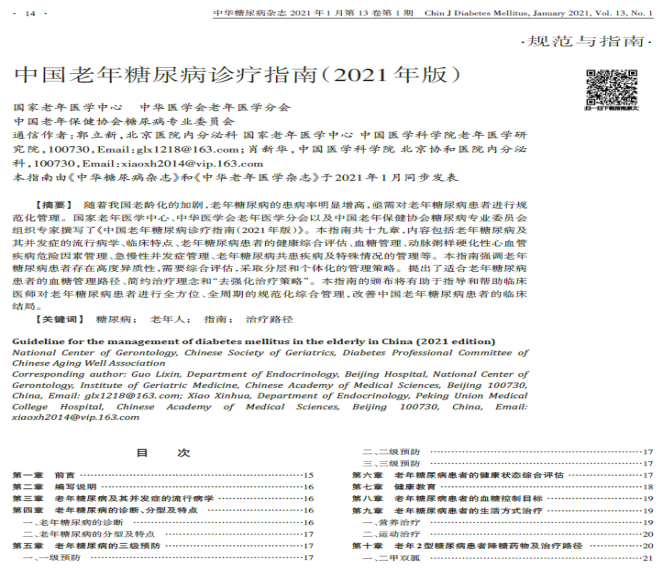 · 14 ·
中华糖尿病杂志 2021 年 1 月第 13 卷第 1 期 Chin J Diabetes Mellitus, January 2021, Vol. 13, No. 1
·规范与指南·
中国老年糖尿病诊疗指南(2021 年版)
扫一扫下载指南原文
国家老年医学中心 中华医学会老年医学分会
中国老年保健协会糖尿病专业委员会
通信作者:郭立新,北京医院内分泌科 国家老年医学中心 中国医学科学院老年医学研
究院,100730,Email:glx1218@163.com;肖新华,中国医学科学院 北京协和医院内分泌
科,100730,Email:xiaoxh2014@vip.163.com
本指南由《中华糖尿病杂志》和《中华老年医学杂志》于 2021 年 1 月同步发表
【摘要】 随着我国老龄化的加剧,老年糖尿病的患病率明显增高,亟需对老年糖尿病患者进行规
范化管理。国家老年医学中心、中华医学会老年医学分会以及中国老年保健协会糖尿病专业委员会
组织专家撰写了《中国老年糖尿病诊疗指南(2021 年版)》。本指南共十九章,内容包括老年糖尿病及
其并发症的流行病学、临床特点、老年糖尿病患者的健康综合评估、血糖管理、动脉粥样硬化性心血管
疾病危险因素管理、急慢性并发症管理、老年糖尿病共患疾病及特殊情况的管理等。本指南强调老年
糖尿病患者存在高度异质性,需要综合评估,采取分层和个体化的管理策略。提出了适合老年糖尿病
患者的血糖管理路径、简约治疗理念和“去强化治疗策略”。本指南的颁布将有助于指导和帮助临床
医师对老年糖尿病患者进行全方位、全周期的规范化综合管理,改善中国老年糖尿病患者的临床
结局。
【关键词】 糖尿病; 老年人; 指南; 治疗路径
Guideline for the management of diabetes mellitus in the elderly in China (2021 edition)
National Center of Gerontology, Chinese Society of Geriatrics, Diabetes Professional Committee of
Chinese Aging Well Association
Corresponding author: Guo Lixin, Department of Endocrinology, Beijing Hospital, National Center of
Gerontology, Institute of Geriatric Medicine, Chinese Academy of Medical Sciences, Beijing 100730,
China, Email: glx1218@163.com; Xiao Xinhua, Department of Endocrinology, Peking Union Medical
College Hospital, Chinese Academy of Medical Sciences, Beijing 100730, China, Email:
xiaoxh2014@vip.163.com
目 次
第一章 前言 ……………………15
第二章 编写说明 ……………………16
第三章 老年糖尿病及其并发症的流行病学 ……………………16
第四章 老年糖尿病的诊断、分型及特点 ……………………16
一、老年糖尿病的诊断 ……………………16
二、老年糖尿病的分型及特点 ……………………17
第五章 老年糖尿病的三级预防 ……………………17
一、一级预防 ……………………17
二、二级预防 ……………………17
三、三级预防 ……………………17
第六章 老年糖尿病患者的健康状态综合评估 ……………………17
第七章 健康教育 ……………………18
第八章 老年糖尿病患者的血糖控制目标 ……………………19
第九章 老年糖尿病患者的生活方式治疗 ……………………19
一、营养治疗 ……………………19
二、运动治疗 ……………………20
第十章 老年 2 型糖尿病患者降糖药物及治疗路径 ……………………20
一、二甲双胍 ……………………21